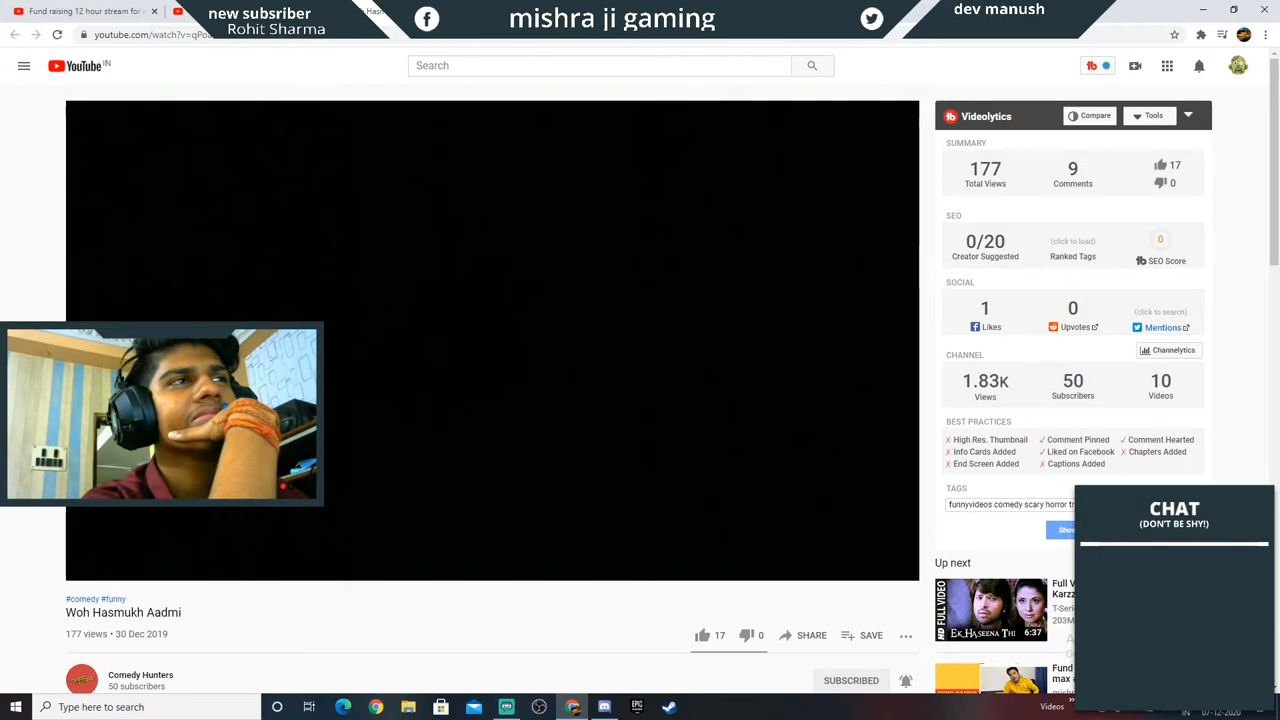 Fund raising 12 hour stream for
new subsriber
Rohit Sharma
mishra ji gaming
dev manush
youtube.com/watch?v=qPo
YouTube IN
Search
Videolytics
Compare
Tools
SUMMARY
177
9
17
0
Total Views
Comments
SEO
0/20
(click to load)
0
Creator Suggested
Ranked Tags
SEO Score
SOCIAL
1
0
(click to search)
Likes
Upvotes
Mentions
CHANNEL
Channelytics
1.83K
50
10
Views
Subscribers
Videos
BEST PRACTICES
High Res. Thumbnail
Comment Pinned
Comment Hearted
Info Cards Added
Liked on Facebook
Chapters Added
End Screen Added
Captions Added
TAGS
funnyvideos comedy scary horror
CHAT
(DON'T BE SHY!)
Up next
FULL VIDEO
EK HASEENA THI
6:37
Full V
Karzz
T-Serie
203M
Fund
max
#comedy #funny
Woh Hasmukh Aadmi
177 views • 30 Dec 2019
17
0
SHARE
SAVE
Comedy Hunters
50 subscribers
SUBSCRIBED
Type here to search
EPIC
Videos
IN
07-12-2020